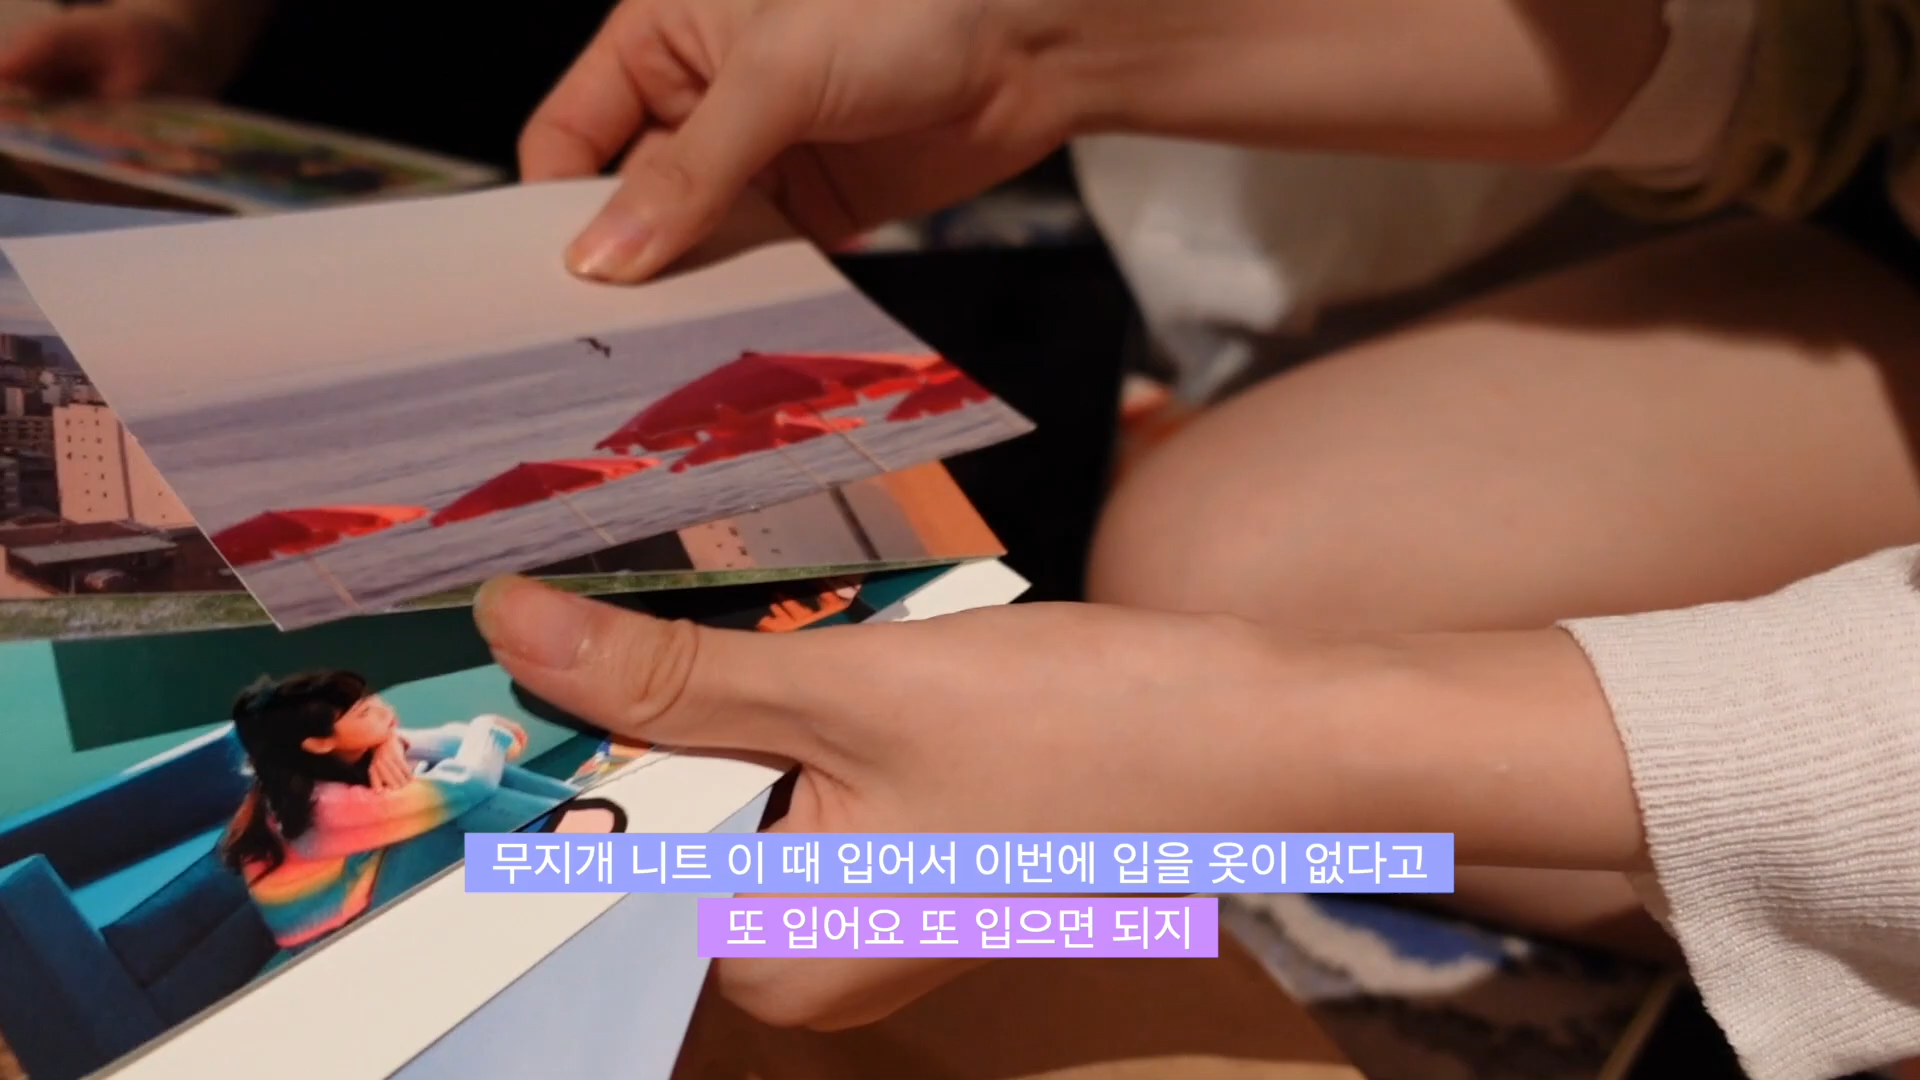 무지개 니트 이 때 입어서 이번에 입을 옷이 없다고
또 입어요 또 입으면 되지